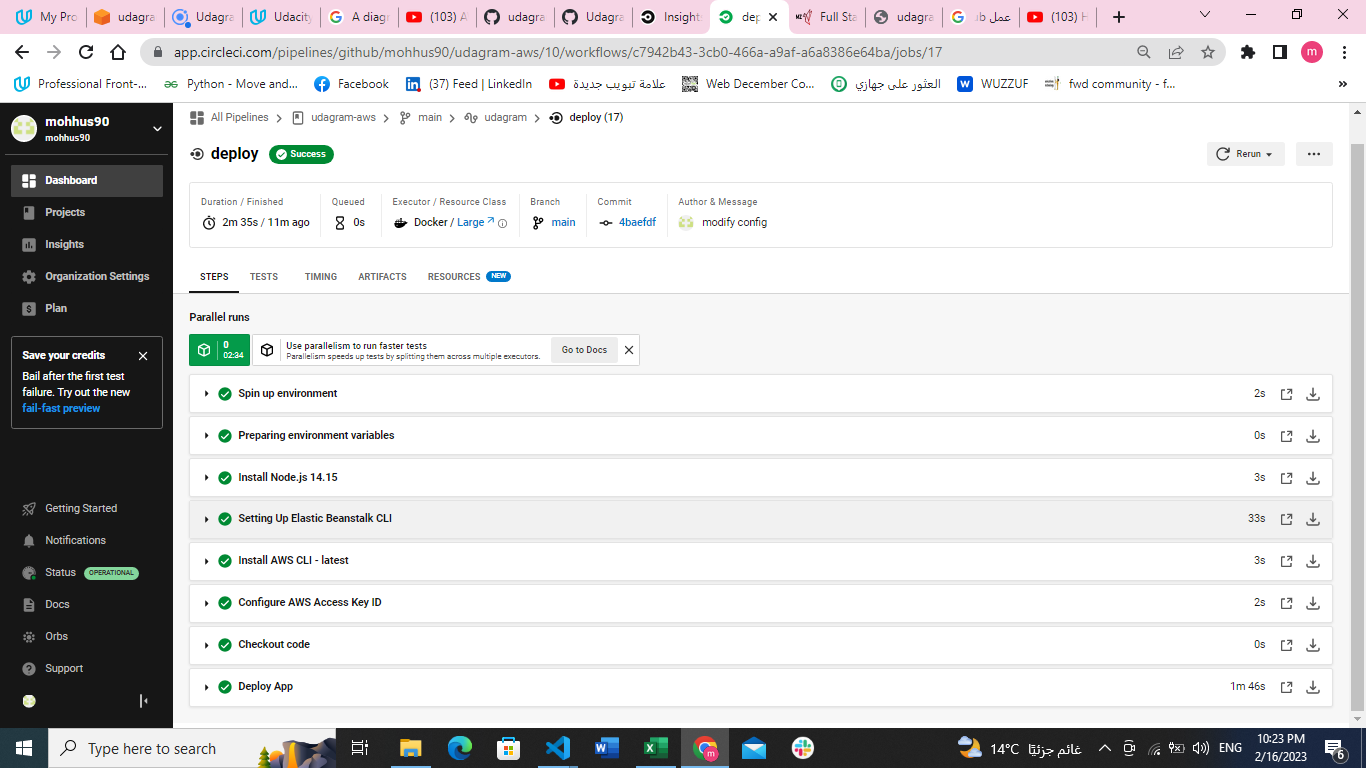 My Pro
udagra
Udagra
Udacity
A diagr
(103) A
udagra
Udagra
Insight
dep
Full Sta
udagra
عمل ub
(103) H
app.circleci.com/pipelines/github/mohhus90/udagram-aws/10/workflows/c7942b43-3cb0-466a-a9af-a6a8386e64ba/jobs/17
m
Professional Front-...
Python - Move and...
Facebook
(37) Feed | LinkedIn
علامة تبويب جديدة
Web December Co...
العثور على جهازي
WUZZUF
fwd community - f...
mohhus90
mohhus90
Dashboard
Projects
Insights
Organization Settings
Plan
Save your credits
Bail after the first test
failure. Try out the new
fail-fast preview
Getting Started
Notifications
Status OPERATIONAL
Docs
Orbs
Support
All Pipelines
udagram-aws
main
udagram
deploy (17)
deploy
Success
Rerun
Duration / Finished
2m 35s / 11m ago
Queued
0s
Executor / Resource Class
Docker / Large
Branch
main
Commit
4baefdf
Author & Message
modify config
STEPS
TESTS
TIMING
ARTIFACTS
RESOURCES NEW
Parallel runs
0
02:34
Use parallelism to run faster tests
Parallelism speeds up tests by splitting them across multiple executors.
Go to Docs
Spin up environment 2s
Preparing environment variables 0s
Install Node.js 14.15 3s
Setting Up Elastic Beanstalk CLI 33s
Install AWS CLI - latest 3s
Configure AWS Access Key ID 2s
Checkout code 0s
Deploy App 1m 46s
Type here to search
14°C غائم جزئيًا
ENG
10:23 PM
2/16/2023
6